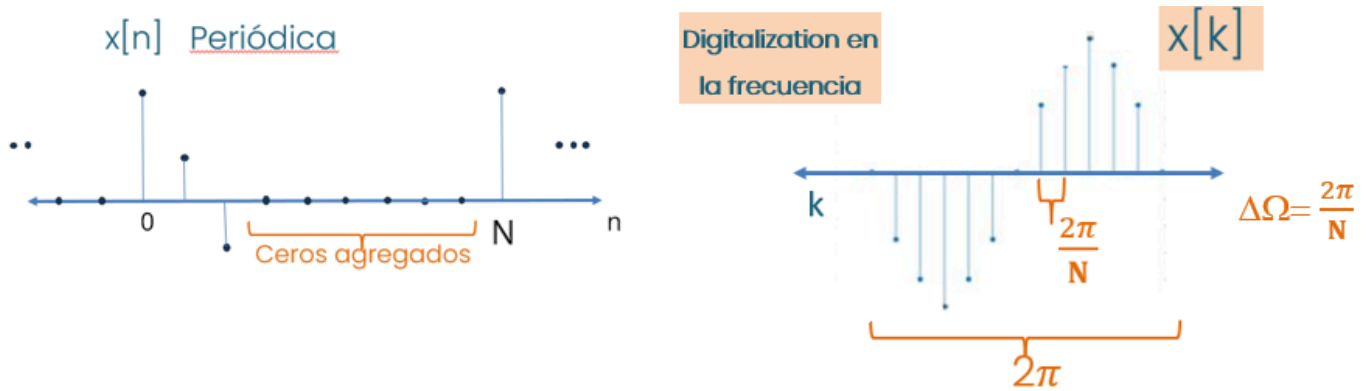 x[n] Periódica
0
N
n
Ceros agregados
Digitalization en
la frecuencia
x[k]
k
2π
N
ΔΩ= 2π
N
2π